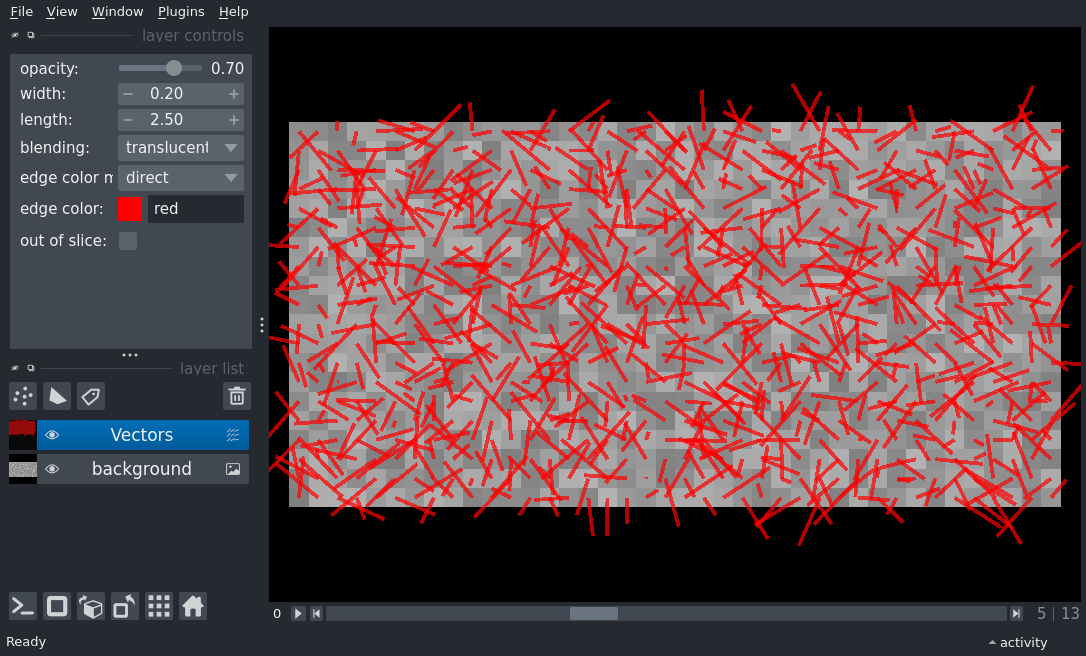 File View Window Plugins Help
layer controls
opacity: 0.70
width: 0.20
length: 2.50
blending: translucent
edge color m direct
edge color: red
out of slice:
layer list
Vectors
background
0 5 | 13
Ready activity